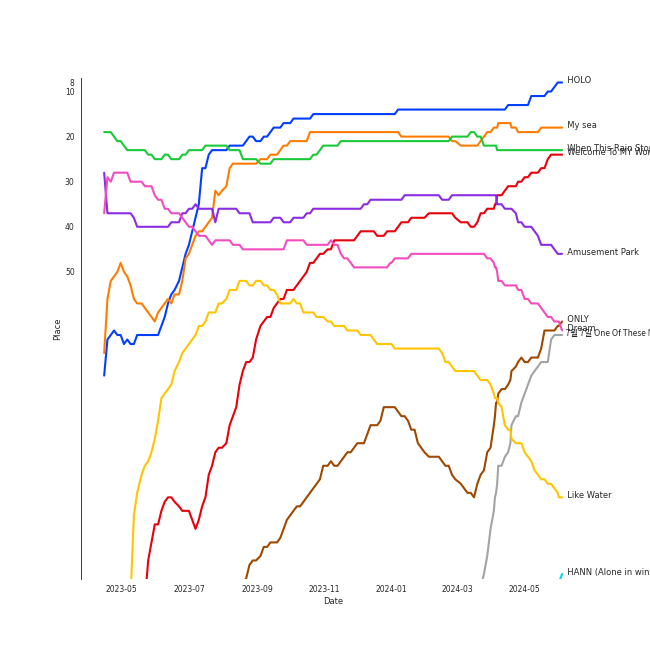 8
10
20
30
40
50
Place
HOLO
My sea
When This Rain Sto
Welcome To MY Wor
Amusement Park
ONLY
Dream
One Of These N
Like Water
HANN (Alone in win
2023-05
2023-07
2023-09
2023-11
2024-01
2024-03
2024-05
Date